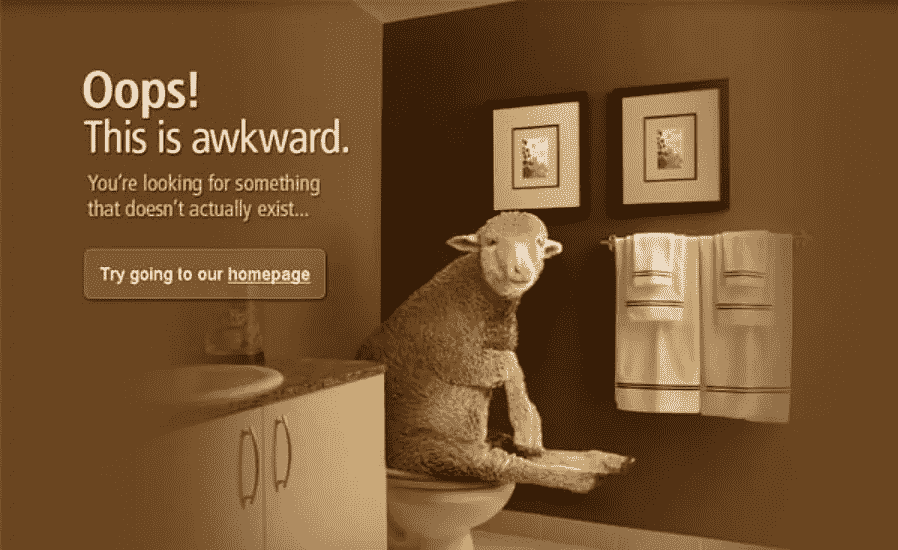 Oops!
This is awkward.
You're looking for something
that doesn't actually exist...
Try going to our homepage